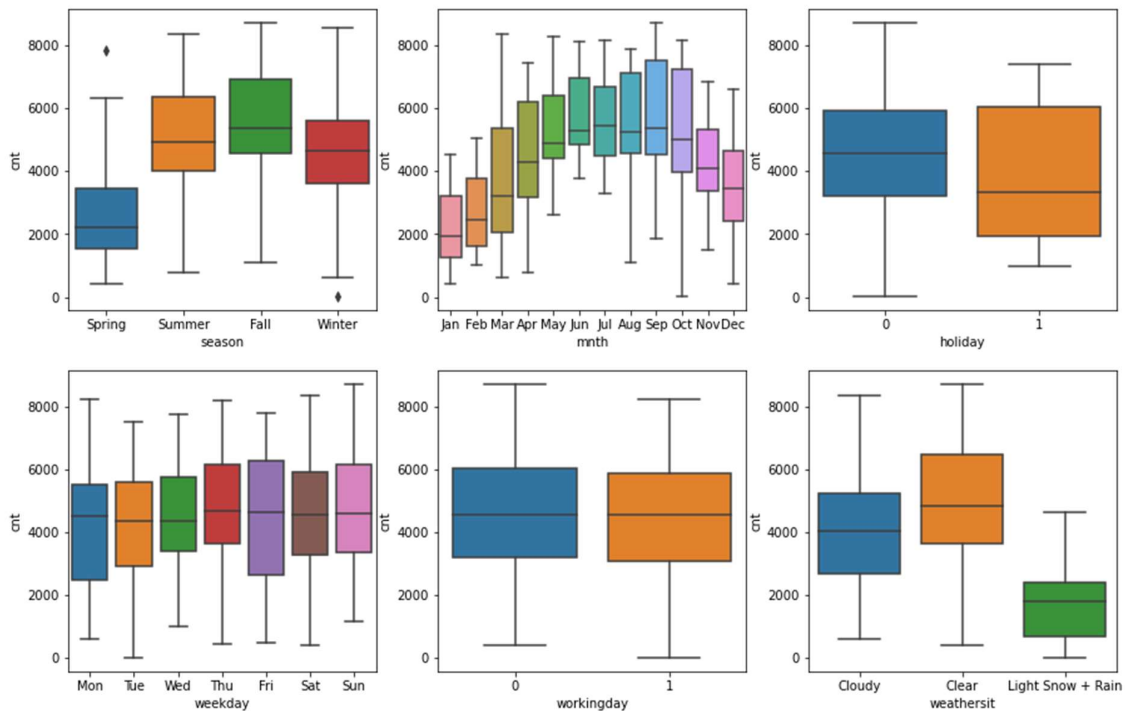 8000
6000
4000
2000
0
cnt
Spring Summer Fall Winter
season
8000
6000
4000
2000
0
cnt
Jan Feb Mar Apr May Jun Jul Aug Sep Oct Nov Dec
mnth
8000
6000
4000
2000
0
cnt
0 1
holiday
8000
6000
4000
2000
0
cnt
Mon Tue Wed Thu Fri Sat Sun
weekday
8000
6000
4000
2000
0
cnt
0 1
workingday
8000
6000
4000
2000
0
cnt
Cloudy Clear Light Snow + Rain
weathersit